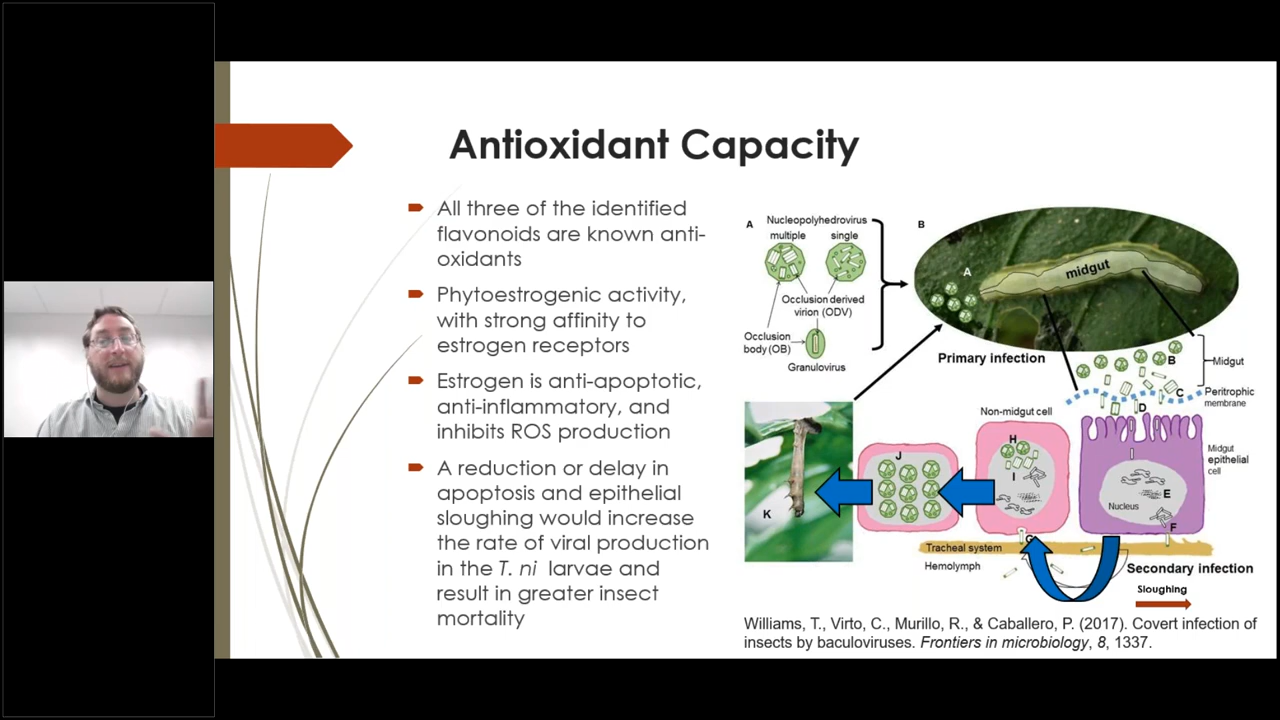 Antioxidant Capacity
All three of the identified
flavonoids are known anti-
oxidants
Phytoestrogenic activity,
with strong affinity to
estrogen receptors
Estrogen is anti-apoptotic,
anti-inflammatory, and
inhibits ROS production
A reduction or delay in
apoptosis and epithelial
sloughing would increase
the rate of viral production
in the T. ni larvae and
result in greater insect
mortality
A
Nucleopolyhedrovirus
multiple single
Occlusion derived
virion (ODV)
Occlusion
body (OB)
Granulovirus
B
A
midgut
Primary infection
B
Midgut
C
Peritrophic
membrane
D
Non-midgut cell
H
I
J
K
G
Midgut
epithelial
cell
E
Nucleus
F
Tracheal system
Hemolymph
Secondary infection
Sloughing
Williams, T., Virto, C., Murillo, R., & Caballero, P. (2017). Covert infection of
insects by baculoviruses. Frontiers in microbiology, 8, 1337.